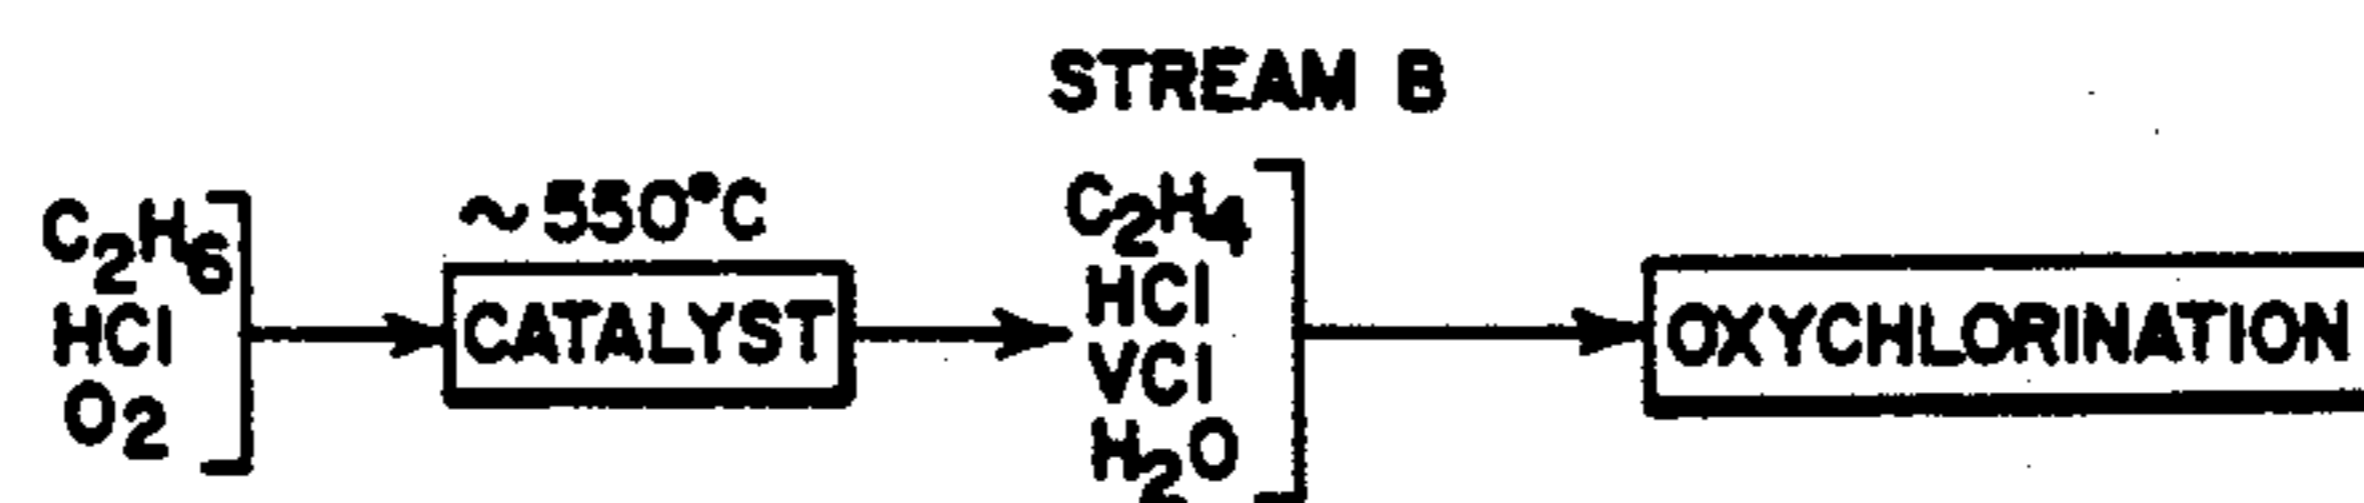 STREAM B
C2H6
HCl
O2
~550°C
CATALYST
C2H4
HCl
VCl
H2O
OXYCHLORINATION